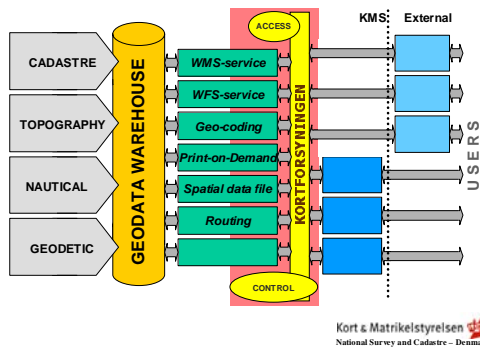 KMS External
ACCESS
CADASTRE
TOPOGRAPHY
NAUTICAL
GEODETIC
GEODATA WAREHOUSE
WMS-service
WFS-service
Geo-coding
Print-on-Demand
Spatial data file
Routing
KORTFORSYNINGEN
CONTROL
USERS
Kort & Matrikelstyrelsen
National Survey and Cadastre – Denma